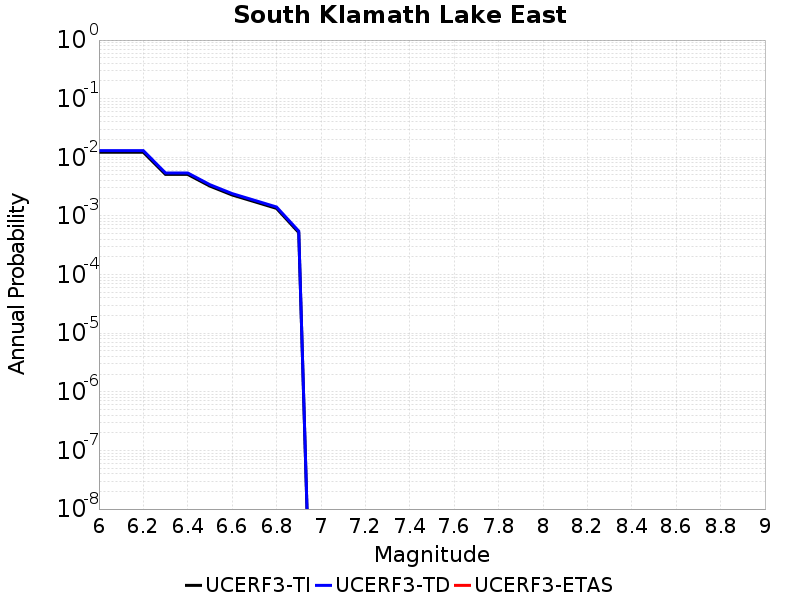 South Klamath Lake East
Annual Probability
10^0
10^-1
10^-2
10^-3
10^-4
10^-5
10^-6
10^-7
10^-8
6 6.2 6.4 6.6 6.8 7 7.2 7.4 7.6 7.8 8 8.2 8.4 8.6 8.8 9
Magnitude
UCERF3-TI UCERF3-TD UCERF3-ETAS